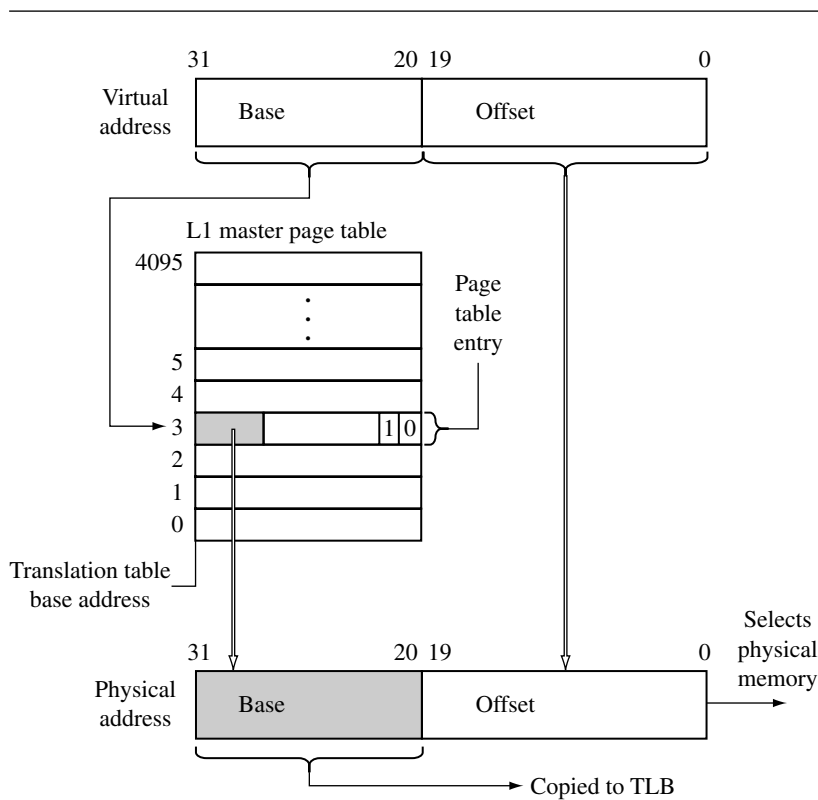 31 20 19 0
Virtual
address
Base Offset
L1 master page table
4095
Page
table
entry
5
4
3 1 0
2
1
0
Translation table
base address
Selects
physical
memory
31 20 19 0
Physical
address
Base Offset
Copied to TLB